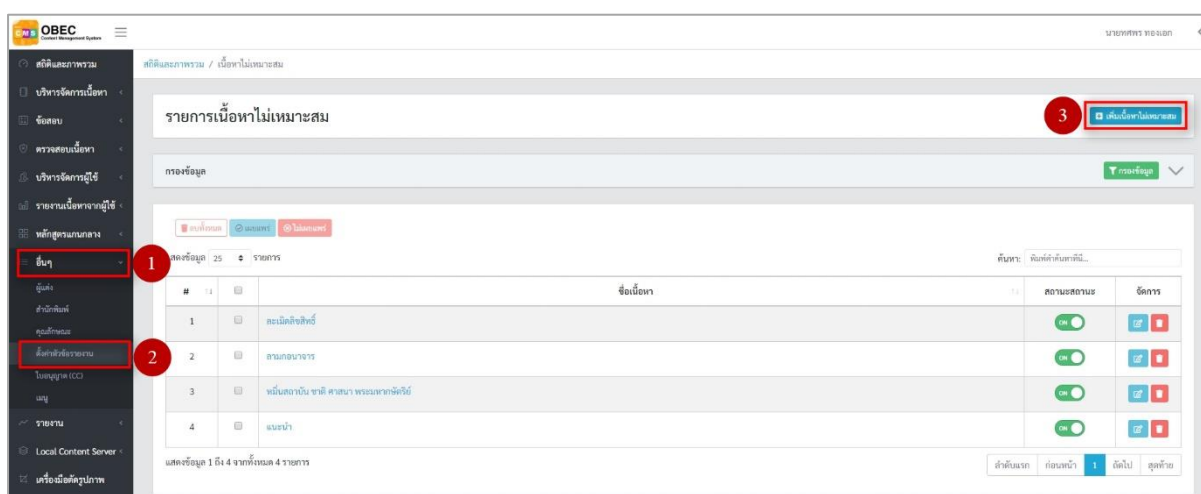 CMS OBEC
Content Management System
นายทศพร ทองเอก
สถิติและภาพรวม
บริหารจัดการเนื้อหา
ข้อสอบ
ตรวจสอบเนื้อหา
บริหารจัดการผู้ใช้
รายงานเนื้อหาจากผู้ใช้
หลักสูตรแกนกลาง
อื่นๆ
1
ผู้แต่ง
สำนักพิมพ์
คุณลักษณะ
ตั้งค่าหัวข้อรายงาน
2
ใบอนุญาต (CC)
เมนู
รายงาน
Local Content Server
เครื่องมือตัดรูปภาพ
สถิติและภาพรวม / เนื้อหาไม่เหมาะสม
รายการเนื้อหาไม่เหมาะสม
3
เพิ่มเนื้อหาไม่เหมาะสม
กรองข้อมูล
กรองข้อมูล
ลบทั้งหมด เผยแพร่ ไม่เผยแพร่
แสดงข้อมูล 25 รายการ
ค้นหา: พิมพ์คำค้นหาที่นี่...
# ชื่อเนื้อหา สถานะสถานะ จัดการ
1 ละเมิดลิขสิทธิ์ ON
2 ลามกอนาจาร ON
3 หมิ่นสถาบัน ชาติ ศาสนา พระมหากษัตริย์ ON
4 แนะนำ ON
แสดงข้อมูล 1 ถึง 4 จากทั้งหมด 4 รายการ
ลำดับแรก ก่อนหน้า 1 ถัดไป สุดท้าย